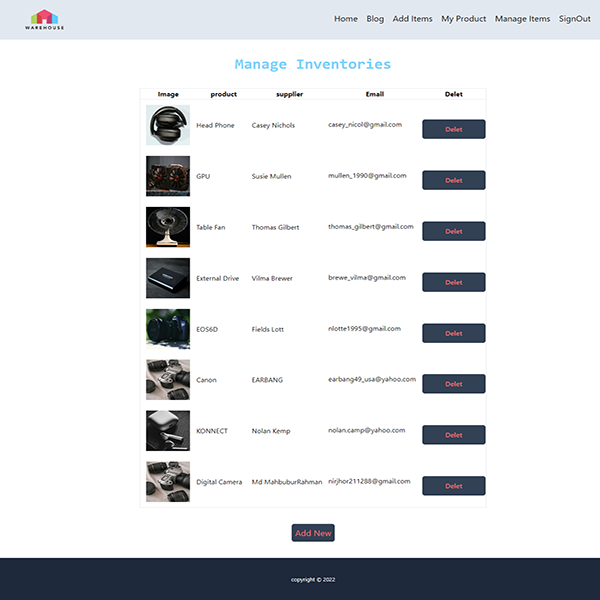 WAREHOUSE
Home Blog Add Items My Product Manage Items SignOut
Manage Inventories
Image product supplier Email Delet
Head Phone Casey Nichols casey_nicol@gmail.com Delet
GPU Susie Mullen mullen_1990@gmail.com Delet
Table Fan Thomas Gilbert thomas_gilbert@gmail.com Delet
External Drive Vilma Brewer brewe_vilma@gmail.com Delet
EOS6D Fields Lott nlotte1995@gmail.com Delet
Canon EARBANG earbang49_usa@yahoo.com Delet
KONNECT Nolan Kemp nolan.camp@yahoo.com Delet
Digital Camera Md MahbuburRahman nirjhor211288@gmail.com Delet
Add New
copyright © 2022